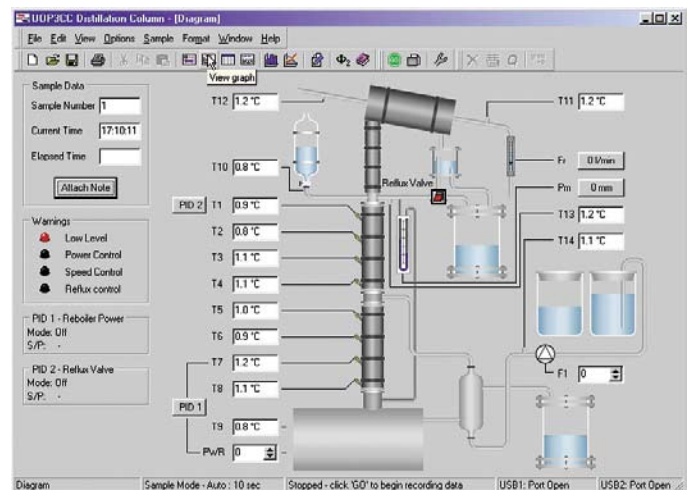 UOP3CC Distillation Column - [Diagram]
File Edit View Options Sample Format Window Help
View graph
Sample Data
Sample Number 1
Current Time 17:10:11
Elapsed Time
Attach Note
Warnings
Low Level
Power Control
Speed Control
Reflux control
PID 1 - Reboiler Power
Mode: Off
S/P: -
PID 2 - Reflux Valve
Mode: Off
S/P: -
T12 1.2 °C
T10 0.8 °C
PID 2 T1 0.9 °C
T2 0.8 °C
T3 1.1 °C
T4 1.1 °C
T5 1.0 °C
T6 0.9 °C
T7 1.2 °C
T8 1.1 °C
PID 1
T9 0.8 °C
PWR 0
Reflux Valve
T11 1.2 °C
Fr 0 l/min
Pm 0 mm
T13 1.2 °C
T14 1.1 °C
F1 0
Diagram Sample Mode - Auto : 10 sec Stopped - click 'GO' to begin recording data USB1: Port Open USB2: Port Open